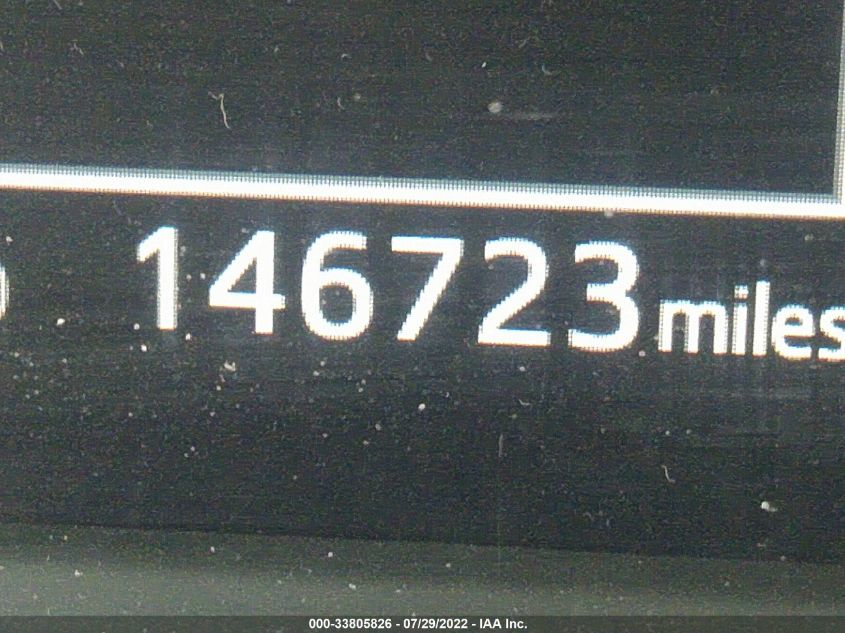 146723 miles
000-33805826 - 07/29/2022 - IAA Inc.